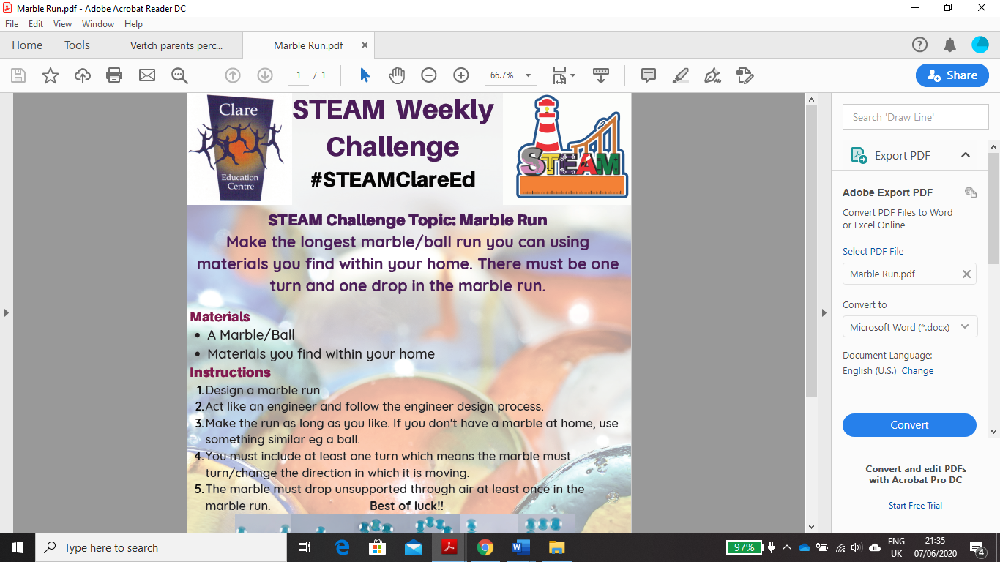 Marble Run.pdf - Adobe Acrobat Reader DC
File Edit View Window Help
Home Tools Veitch parents perc... Marble Run.pdf
1 / 1 66.7% Share
Clare
Education
Centre
STEAM Weekly
Challenge
#STEAMClareEd
STEAM
STEAM Challenge Topic: Marble Run
Make the longest marble/ball run you can using
materials you find within your home. There must be one
turn and one drop in the marble run.
Materials
• A Marble/Ball
• Materials you find within your home
Instructions
1. Design a marble run
2. Act like an engineer and follow the engineer design process.
3. Make the run as long as you like. If you don't have a marble at home, use
something similar eg a ball.
4. You must include at least one turn which means the marble must
turn/change the direction in which it is moving.
5. The marble must drop unsupported through air at least once in the
marble run. Best of luck!!
Search 'Draw Line'
Export PDF
Adobe Export PDF
Convert PDF Files to Word
or Excel Online
Select PDF File
Marble Run.pdf
Convert to
Microsoft Word (*.docx)
Document Language:
English (U.S.) Change
Convert
Convert and edit PDFs
with Acrobat Pro DC
Start Free Trial
Type here to search
97%
ENG
UK
21:35
07/06/2020
4